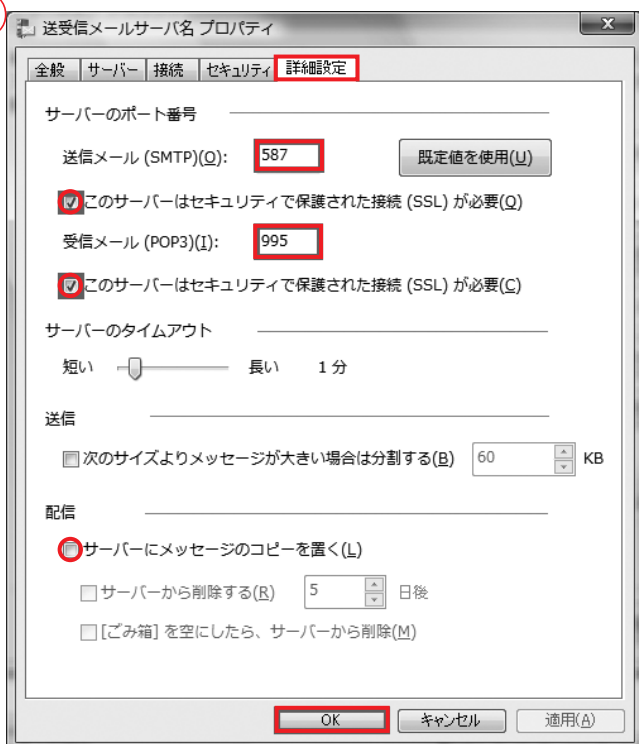 送受信メールサーバ名 プロパティ
全般 サーバー 接続 セキュリティ 詳細設定
サーバーのポート番号
送信メール (SMTP)(O): 587 既定値を使用(U)
このサーバーはセキュリティで保護された接続 (SSL) が必要(Q)
受信メール (POP3)(I): 995
このサーバーはセキュリティで保護された接続 (SSL) が必要(C)
サーバーのタイムアウト
短い 長い 1 分
送信
次のサイズよりメッセージが大きい場合は分割する(B) 60 KB
配信
サーバーにメッセージのコピーを置く(L)
サーバーから削除する(R) 5 日後
[ごみ箱] を空にしたら、サーバーから削除(M)
OK キャンセル 適用(A)